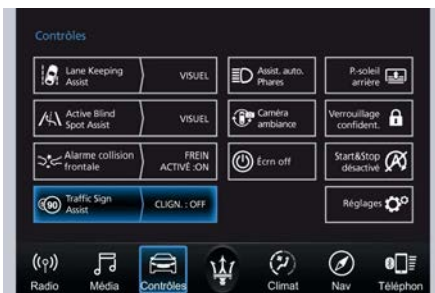 Contrôles
Lane Keeping
Assist
VISUEL
Assist. auto.
Phares
P.-soleil
arrière
Active Blind
Spot Assist
VISUEL
Caméra
ambiance
Verrouillage
confident.
Alarme collision
frontale
FREIN
ACTIVÉ :ON
Écrn off
Start&Stop
désactivé
90
Traffic Sign
Assist
CLIGN. : OFF
Réglages
Radio
Média
Contrôles
Climat
Nav
Téléphon